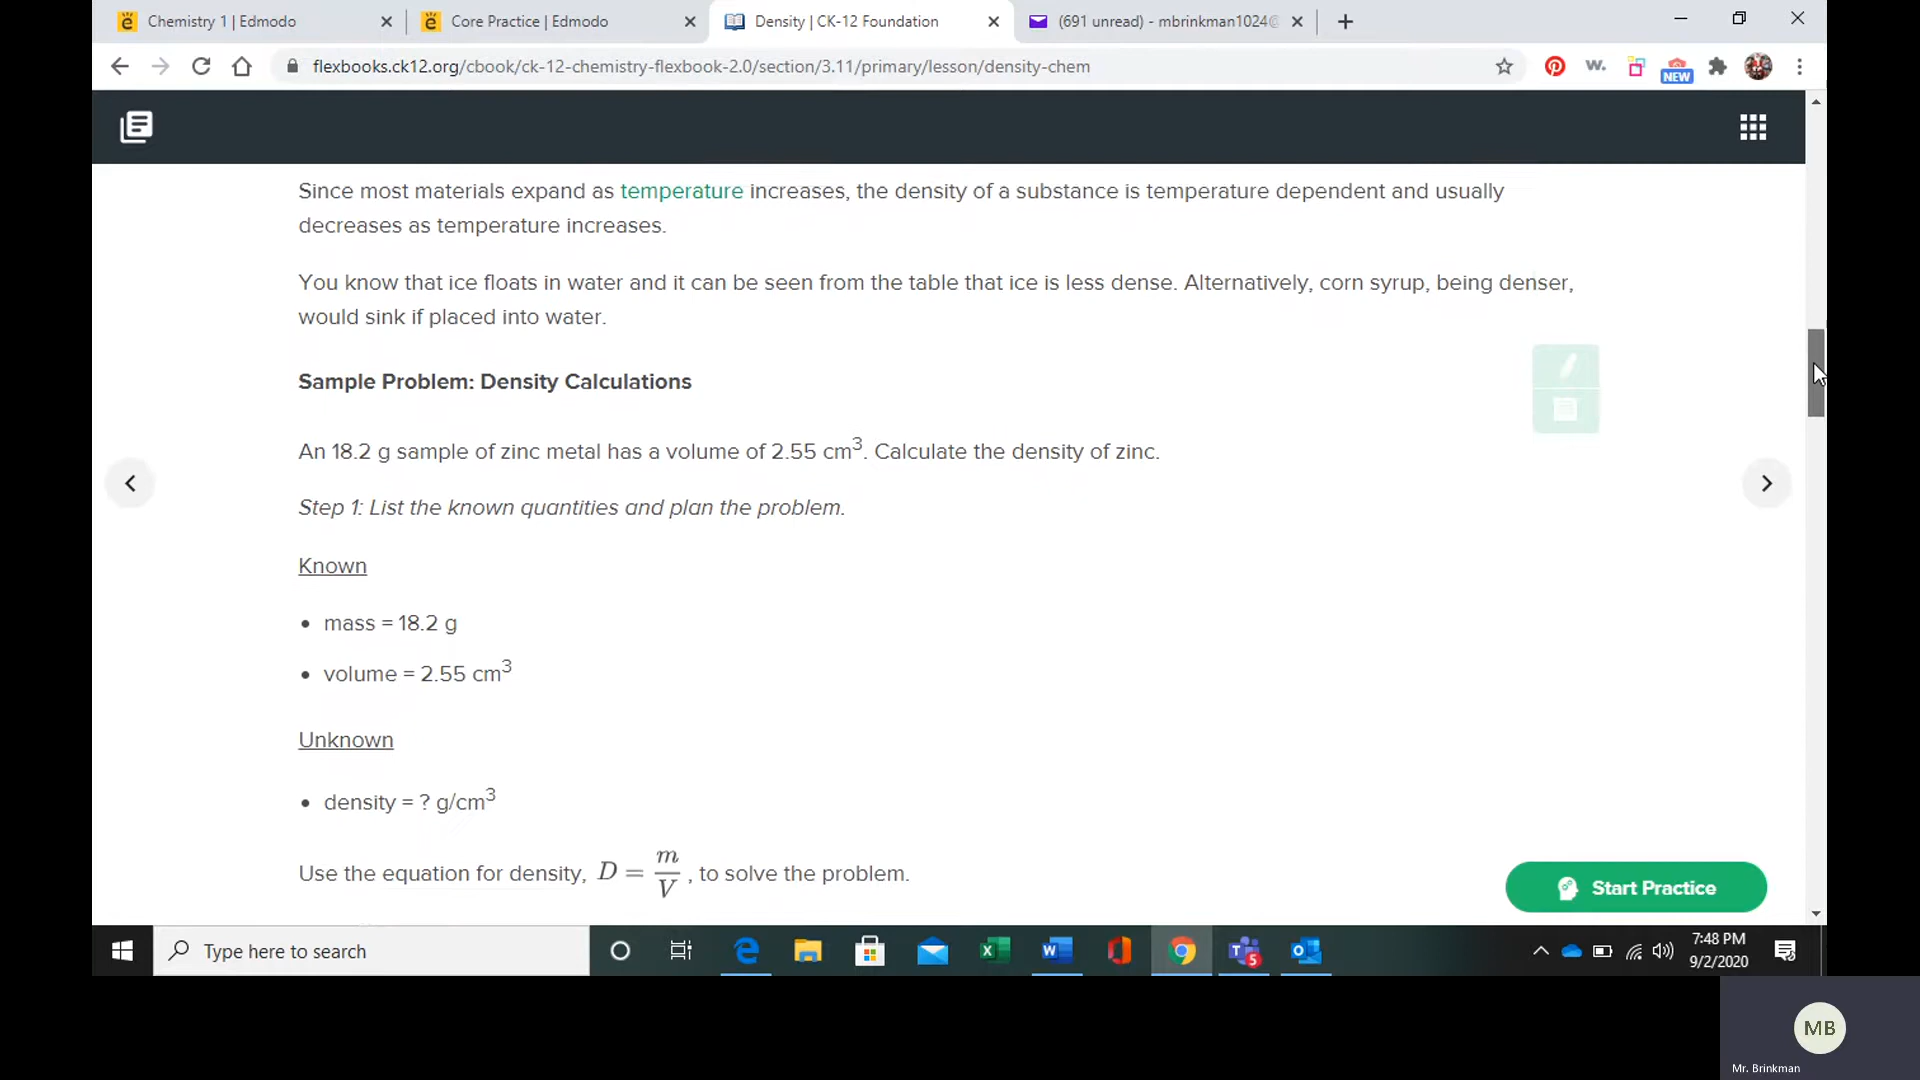 Chemistry 1 | Edmodo
Core Practice | Edmodo
Density | CK-12 Foundation
(691 unread) - mbrinkman1024@
flexbooks.ck12.org/cbook/ck-12-chemistry-flexbook-2.0/section/3.11/primary/lesson/density-chem
w.
NEW
Since most materials expand as temperature increases, the density of a substance is temperature dependent and usually
decreases as temperature increases.
You know that ice floats in water and it can be seen from the table that ice is less dense. Alternatively, corn syrup, being denser,
would sink if placed into water.
Sample Problem: Density Calculations
An 18.2 g sample of zinc metal has a volume of 2.55 cm³. Calculate the density of zinc.
Step 1: List the known quantities and plan the problem.
Known
• mass = 18.2 g
• volume = 2.55 cm³
Unknown
• density = ? g/cm³
Use the equation for density, D = m/V, to solve the problem.
Start Practice
Type here to search
5
7:48 PM
9/2/2020
MB
Mr. Brinkman